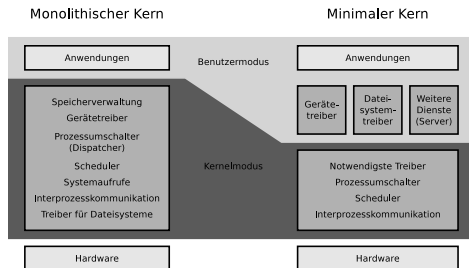 Monolithischer Kern
Minimaler Kern
Anwendungen
Benutzermodus
Anwendungen
Speicherverwaltung
Gerätetreiber
Prozessumschalter
(Dispatcher)
Scheduler
Systemaufrufe
Interprozesskommunikation
Treiber für Dateisysteme
Kernelmodus
Geräte-
treiber
Datei-
system-
treiber
Weitere
Dienste
(Server)
Notwendigste Treiber
Prozessumschalter
Scheduler
Interprozesskommunikation
Hardware
Hardware